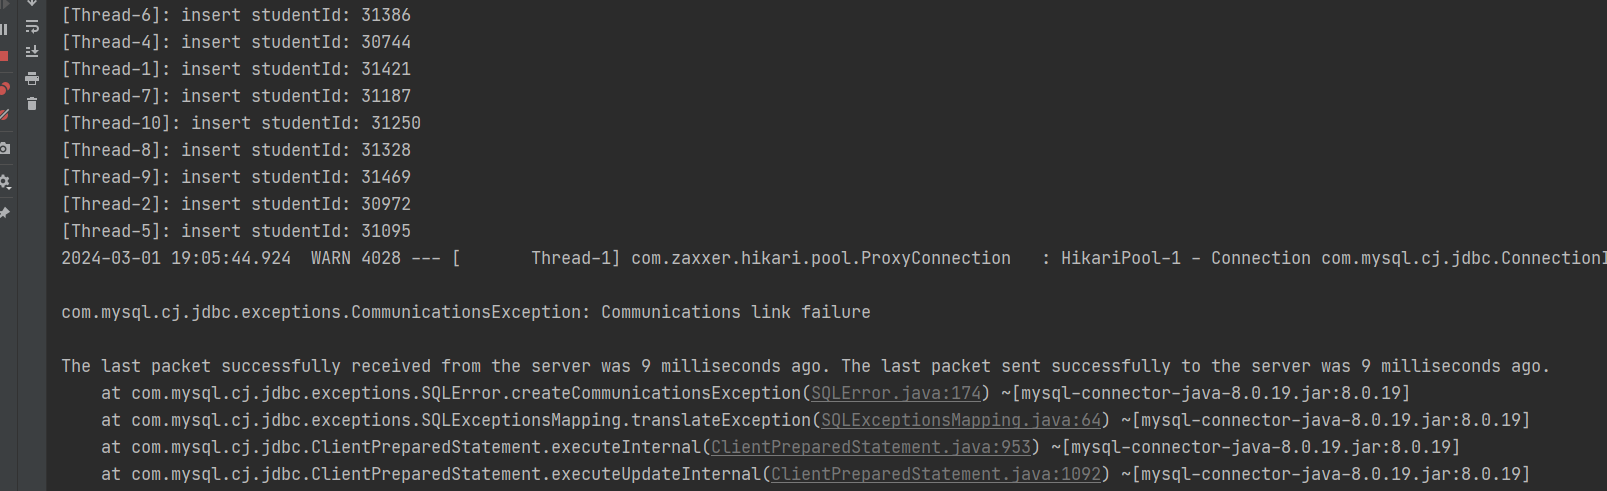 [Thread-6]: insert studentId: 31386
[Thread-4]: insert studentId: 30744
[Thread-1]: insert studentId: 31421
[Thread-7]: insert studentId: 31187
[Thread-10]: insert studentId: 31250
[Thread-8]: insert studentId: 31328
[Thread-9]: insert studentId: 31469
[Thread-2]: insert studentId: 30972
[Thread-5]: insert studentId: 31095
2024-03-01 19:05:44.924  WARN 4028 --- [       Thread-1] com.zaxxer.hikari.pool.ProxyConnection   : HikariPool-1 - Connection com.mysql.cj.jdbc.ConnectionI
com.mysql.cj.jdbc.exceptions.CommunicationsException: Communications link failure
The last packet successfully received from the server was 9 milliseconds ago. The last packet sent successfully to the server was 9 milliseconds ago.
    at com.mysql.cj.jdbc.exceptions.SQLError.createCommunicationsException(SQLError.java:174) ~[mysql-connector-java-8.0.19.jar:8.0.19]
    at com.mysql.cj.jdbc.exceptions.SQLExceptionsMapping.translateException(SQLExceptionsMapping.java:64) ~[mysql-connector-java-8.0.19.jar:8.0.19]
    at com.mysql.cj.jdbc.ClientPreparedStatement.executeInternal(ClientPreparedStatement.java:953) ~[mysql-connector-java-8.0.19.jar:8.0.19]
    at com.mysql.cj.jdbc.ClientPreparedStatement.executeUpdateInternal(ClientPreparedStatement.java:1092) ~[mysql-connector-java-8.0.19.jar:8.0.19]